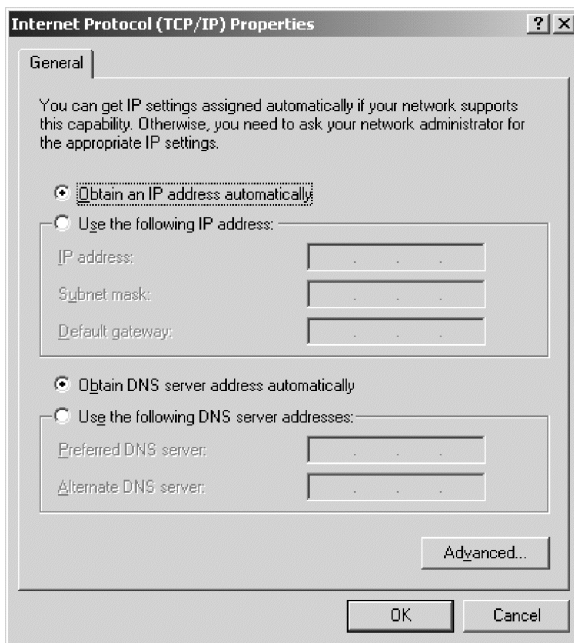 Internet Protocol (TCP/IP) Properties
General
You can get IP settings assigned automatically if your network supports
this capability. Otherwise, you need to ask your network administrator for
the appropriate IP settings.
Obtain an IP address automatically
Use the following IP address:
IP address:
Subnet mask:
Default gateway:
Obtain DNS server address automatically
Use the following DNS server addresses:
Preferred DNS server:
Alternate DNS server:
Advanced...
OK Cancel